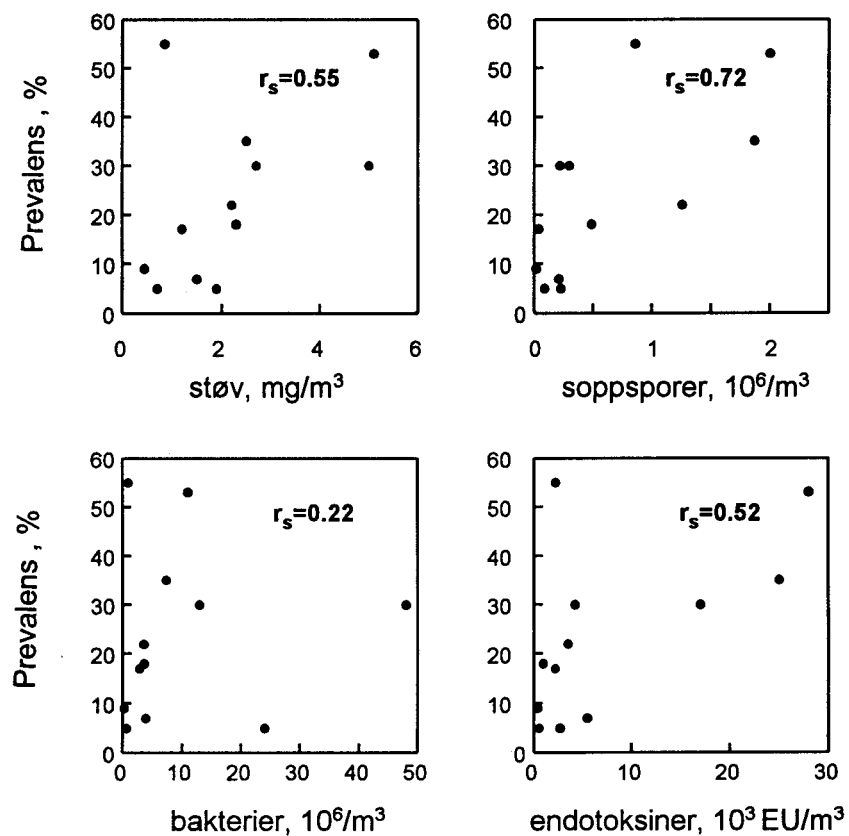 Prevalens , %
60
50
40
30
20
10
0
r_s=0.55
0 2 4 6
støv, mg/m³
60
50
40
30
20
10
0
r_s=0.72
0 1 2
soppsporer, 10⁶/m³
Prevalens , %
60
50
40
30
20
10
0
r_s=0.22
0 10 20 30 40 50
bakterier, 10⁶/m³
60
50
40
30
20
10
0
r_s=0.52
0 10 20 30
endotoksiner, 10³ EU/m³